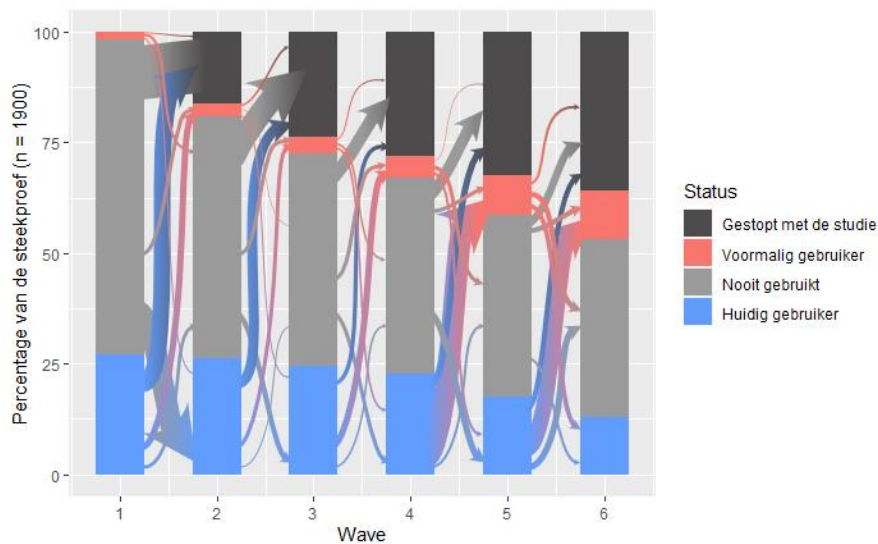 100
75
50
25
0
Percentage van de steekproef (n = 1900)
1 2 3 4 5 6
Wave
Status
Gestopt met de studie
Voormalig gebruiker
Nooit gebruikt
Huidig gebruiker